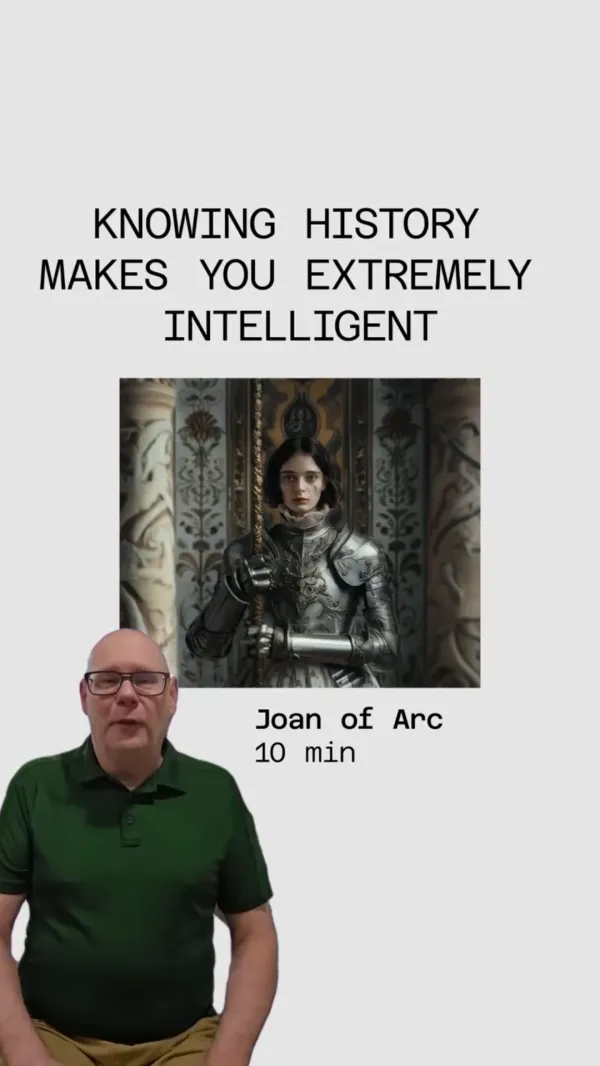 KNOWING HISTORY
MAKES YOU EXTREMELY
INTELLIGENT
Joan of Arc
10 min